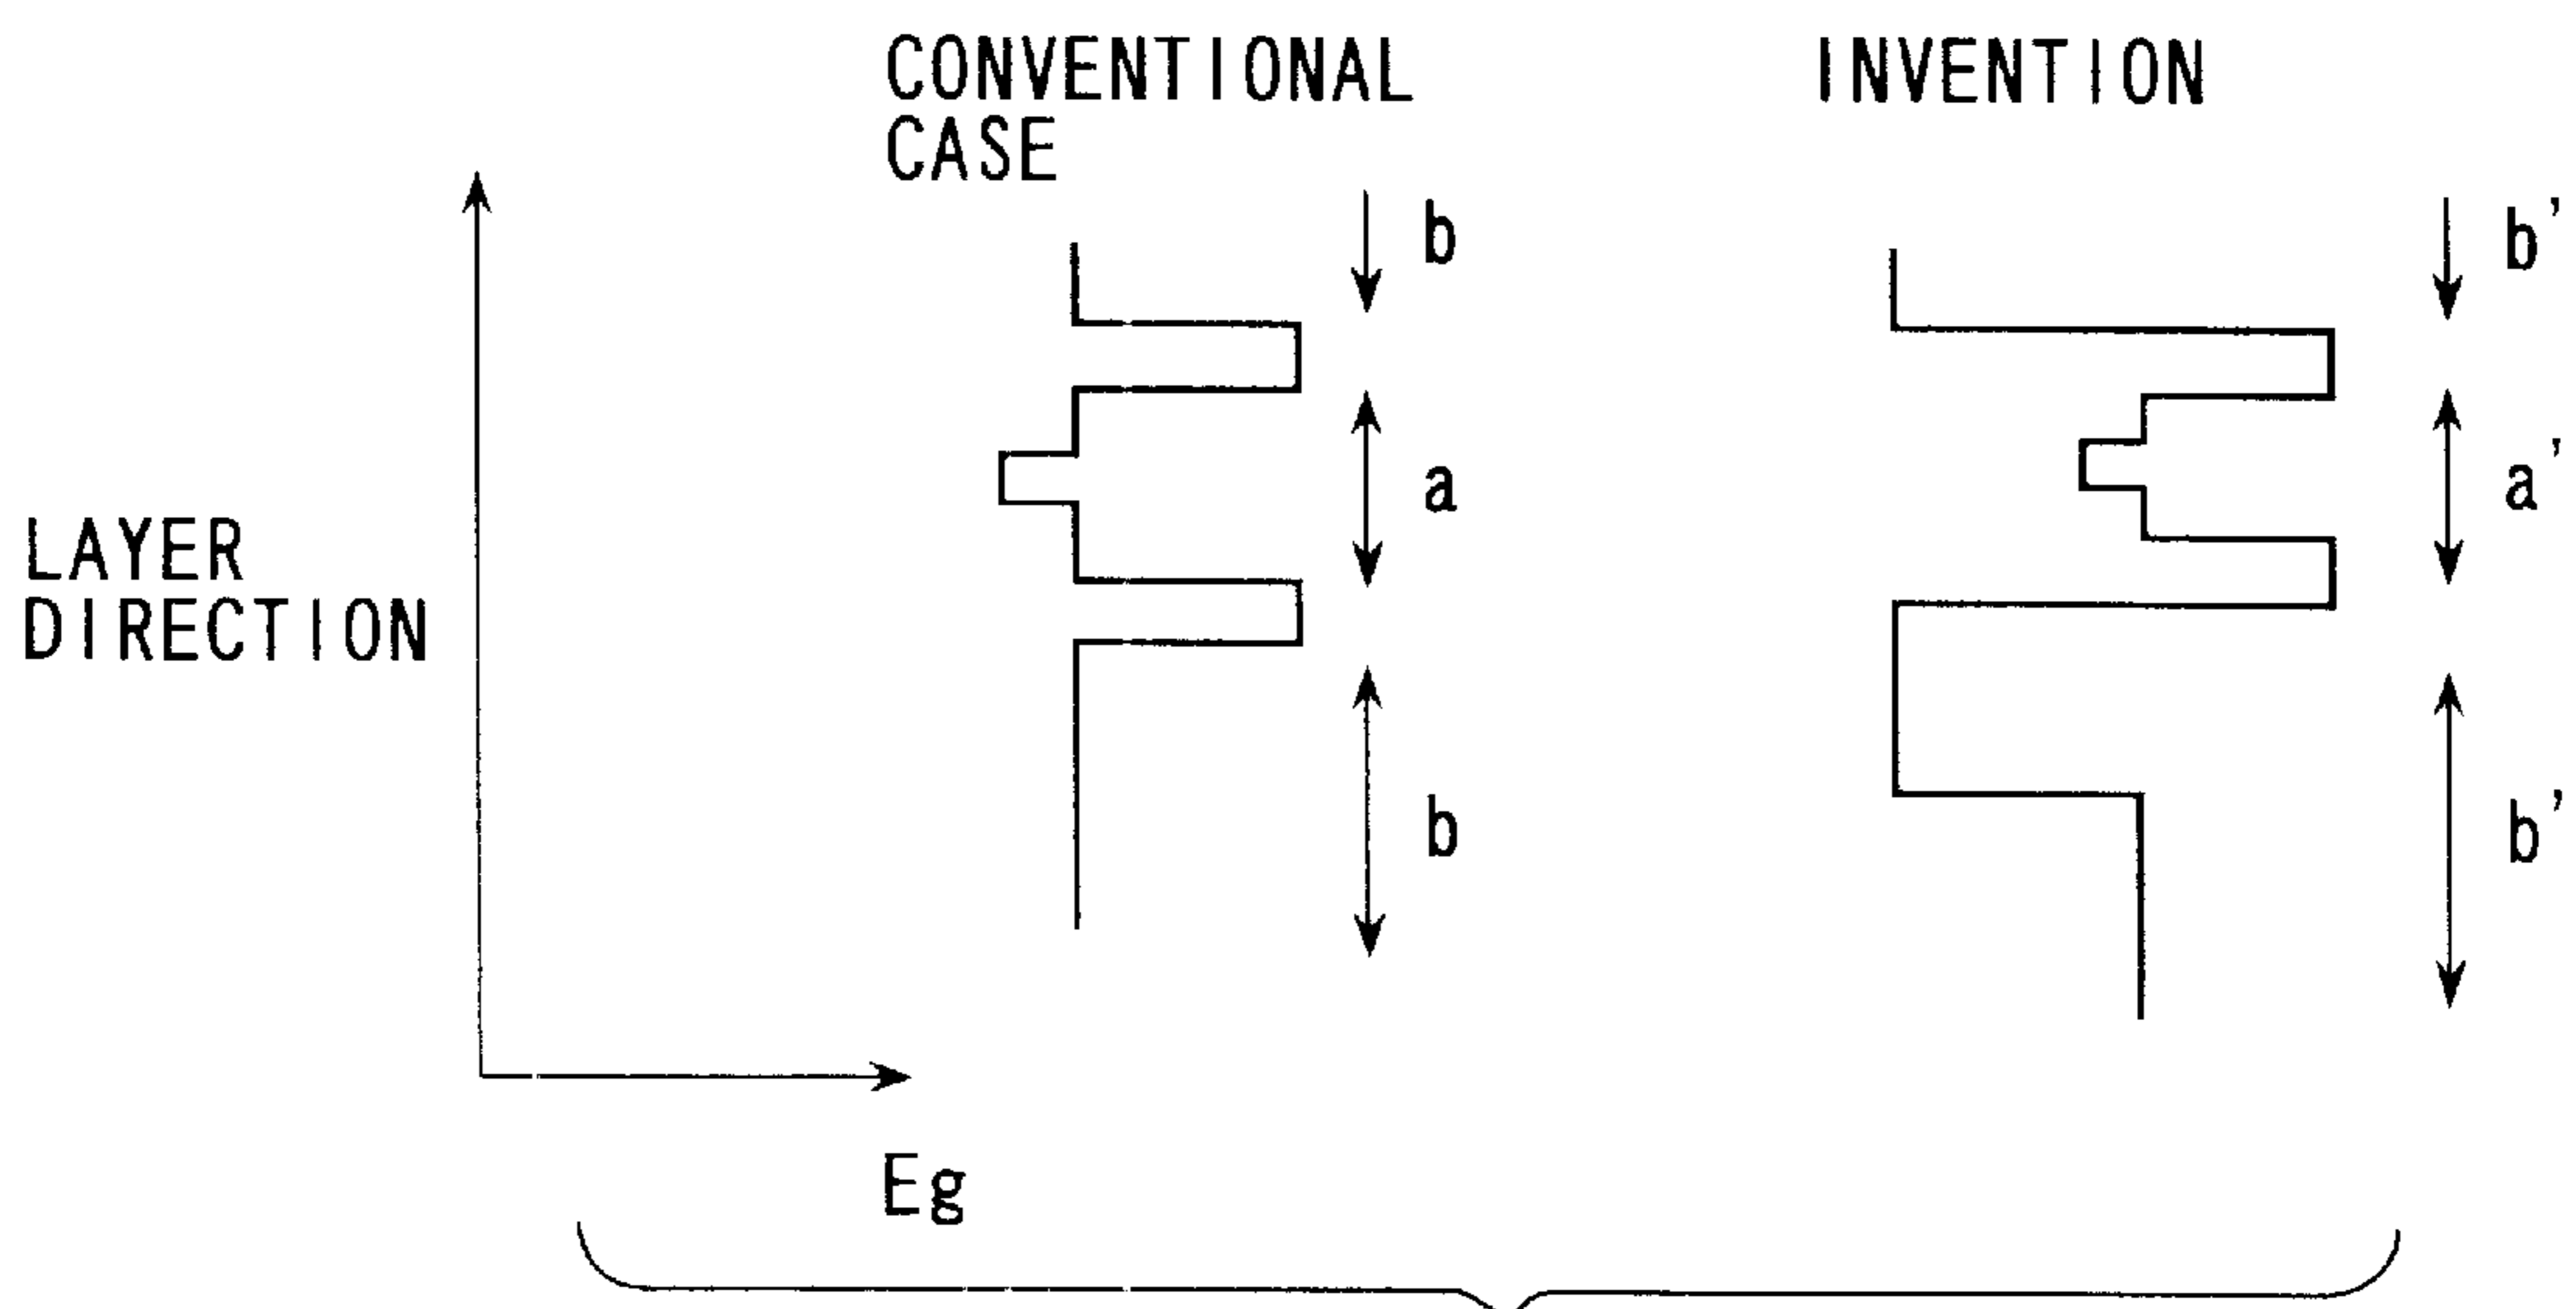 CONVENTIONAL
CASE
INVENTION
b
b'
a
a'
LAYER
DIRECTION
b
b'
Eg